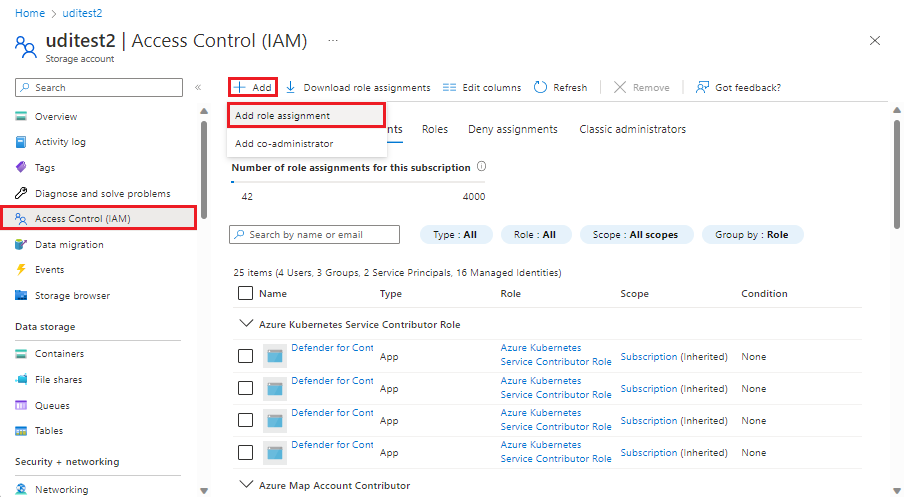 Home > uditest2
uditest2 | Access Control (IAM) ...
Storage account
Search
«
Overview
Activity log
Tags
Diagnose and solve problems
Access Control (IAM)
Data migration
Events
Storage browser
Data storage
Containers
File shares
Queues
Tables
Security + networking
Networking
Add Download role assignments Edit columns Refresh Remove Got feedback?
Add role assignment
Add co-administrator
nts Roles Deny assignments Classic administrators
Number of role assignments for this subscription
42 4000
Search by name or email Type : All Role : All Scope : All scopes Group by : Role
25 items (4 Users, 3 Groups, 2 Service Principals, 16 Managed Identities)
Name Type Role Scope Condition
Azure Kubernetes Service Contributor Role
Defender for Cont App Azure Kubernetes Subscription (Inherited) None
Service Contributor Role
Defender for Cont App Azure Kubernetes Subscription (Inherited) None
Service Contributor Role
Defender for Cont App Azure Kubernetes Subscription (Inherited) None
Service Contributor Role
Defender for Cont App Azure Kubernetes Subscription (Inherited) None
Service Contributor Role
Azure Map Account Contributor